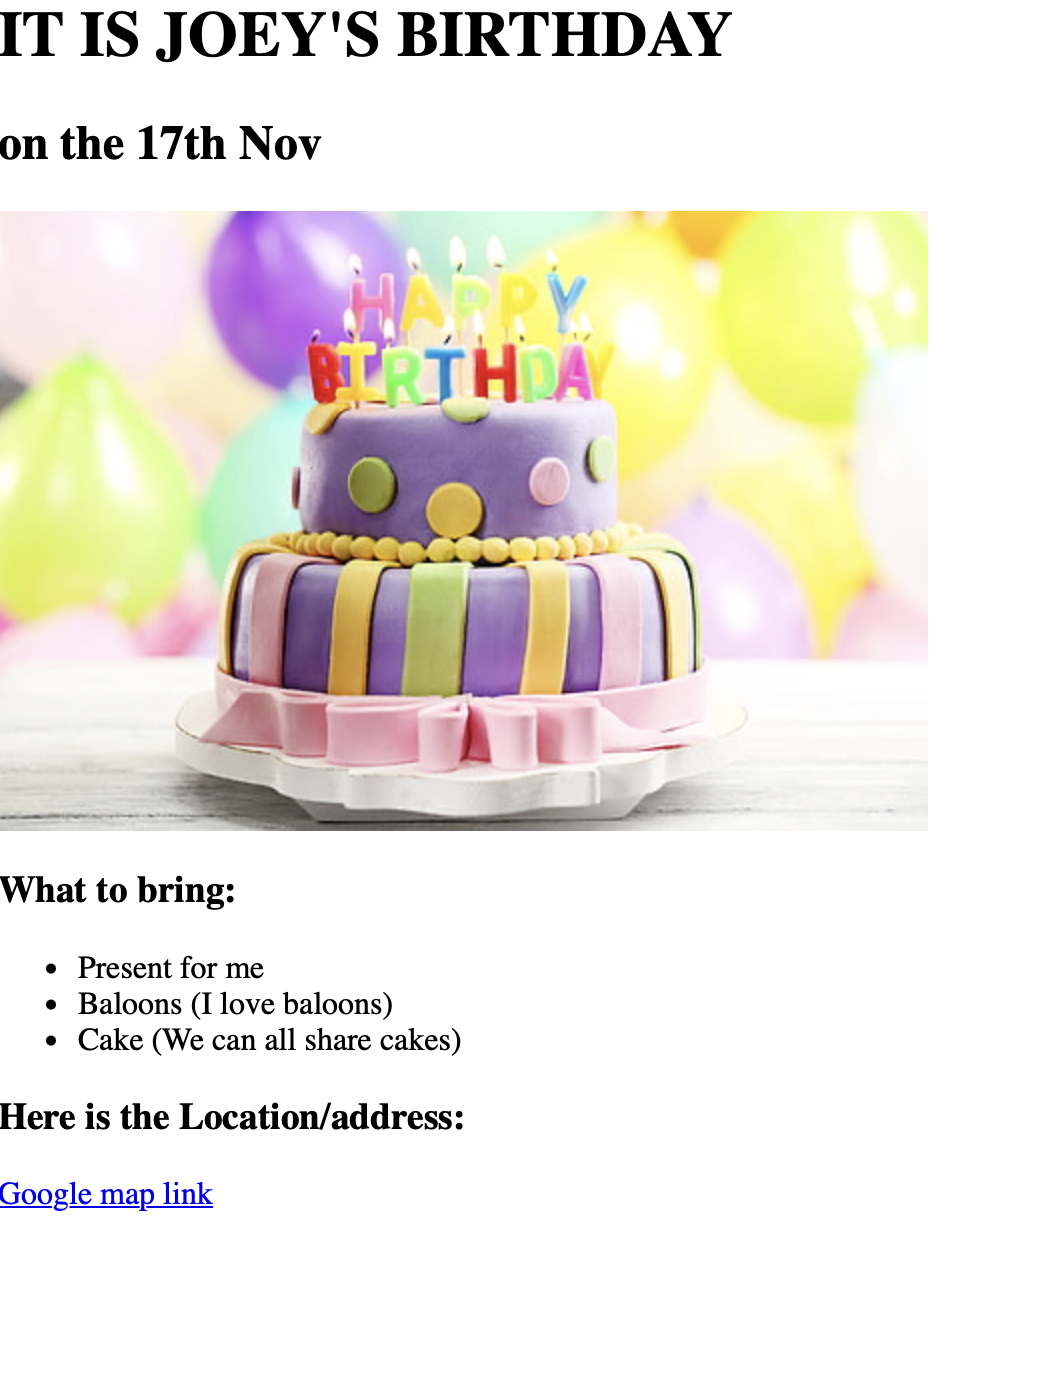 IT IS JOEY'S BIRTHDAY
on the 17th Nov
HAPPY
BIRTHDAY
What to bring:
Present for me
Baloons (I love baloons)
Cake (We can all share cakes)
Here is the Location/address:
Google map link